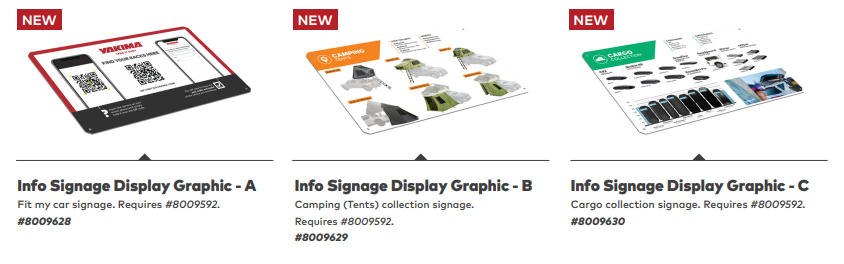 NEW
NEW
NEW
YAKIMA
FIND YOUR RACKS HERE
CAMPING
TENTS
CARGO
COLLECTION
Info Signage Display Graphic - A
Fit my car signage. Requires #8009592.
#8009628
Info Signage Display Graphic - B
Camping (Tents) collection signage.
Requires #8009592.
#8009629
Info Signage Display Graphic - C
Cargo collection signage. Requires #8009592.
#8009630